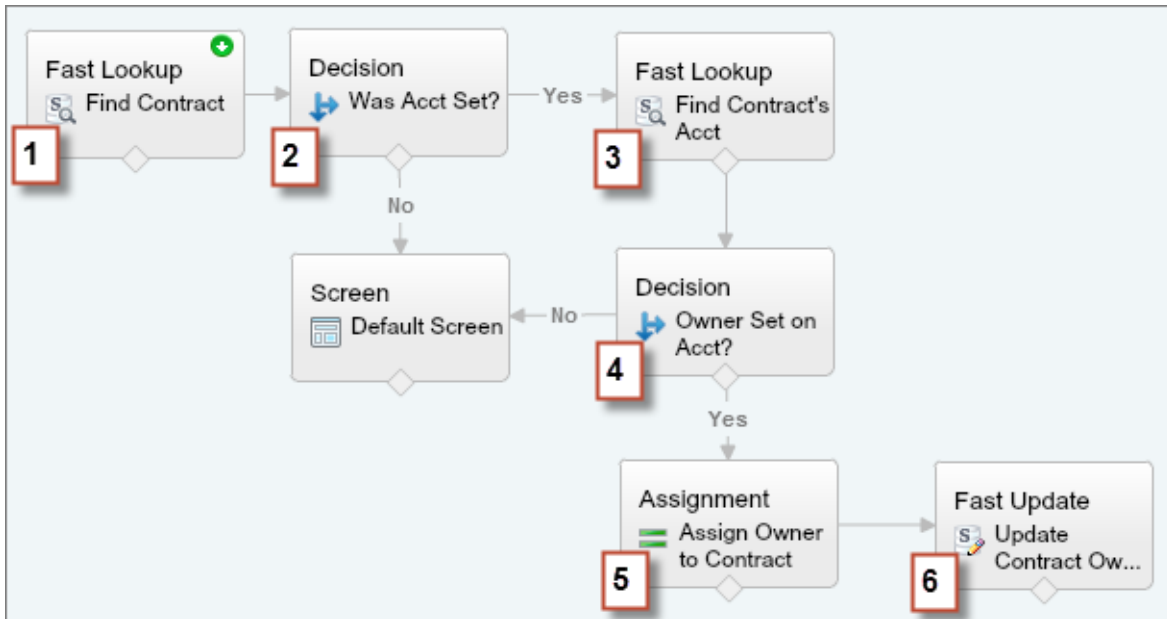 Fast Lookup
Find Contract
1
Decision
Was Acct Set?
2
Yes
Fast Lookup
Find Contract's
Acct
3
No
Screen
Default Screen
No
Decision
Owner Set on
Acct?
4
Yes
Assignment
Assign Owner
to Contract
5
Fast Update
Update
Contract Ow...
6